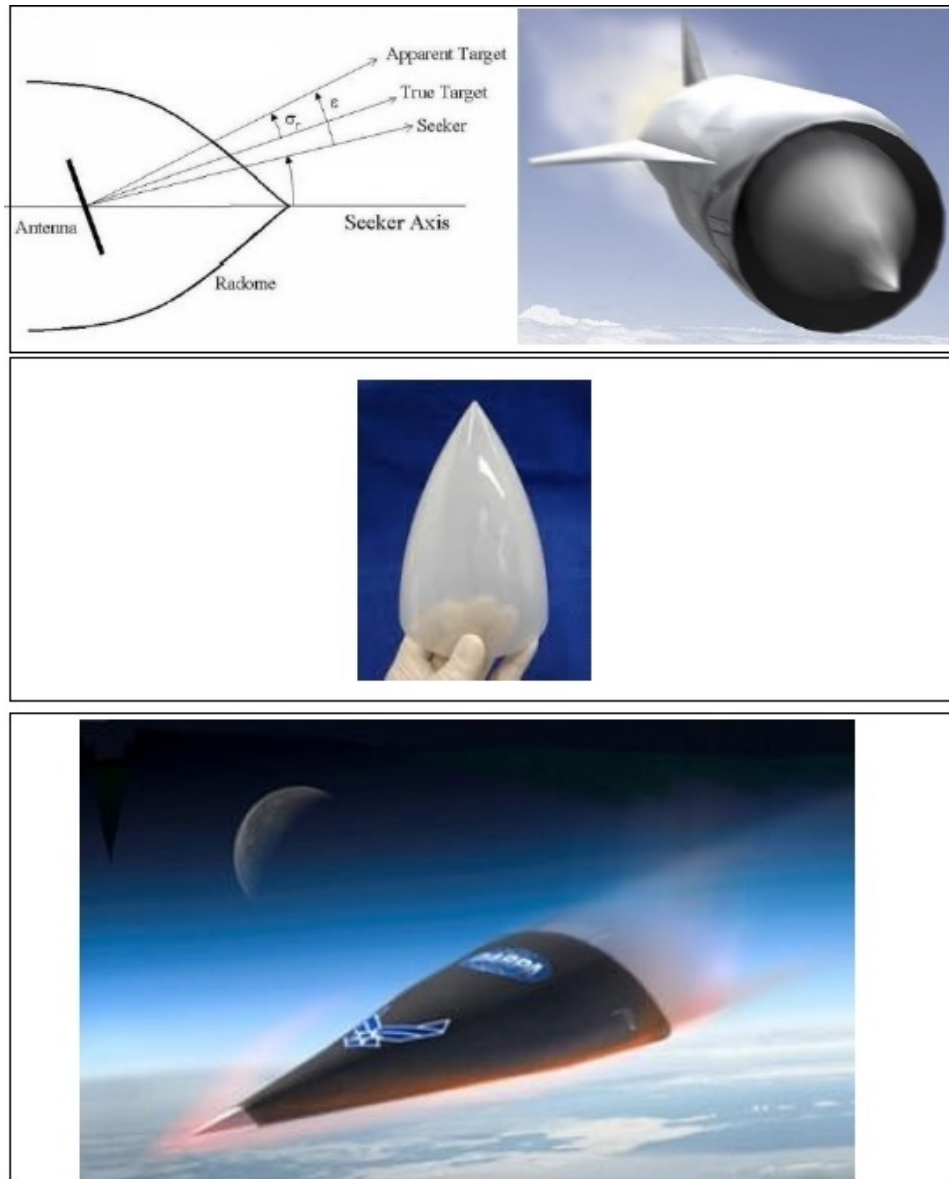 Apparent Target
True Target
Seeker
σr
ε
Antenna
Seeker Axis
Radome
DARPA